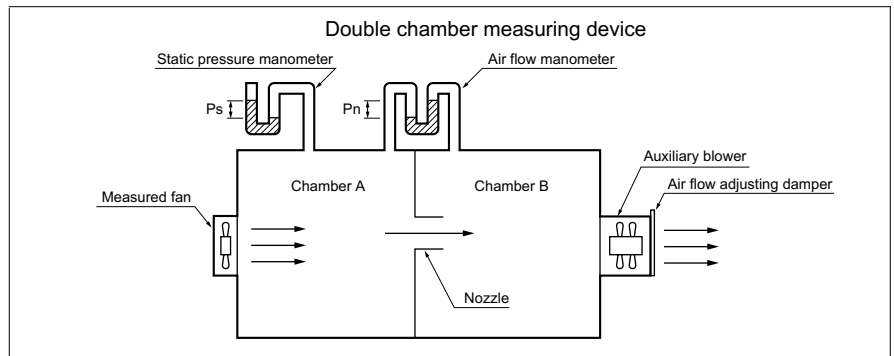 Double chamber measuring device
Static pressure manometer
Air flow manometer
Ps
Pn
Auxiliary blower
Chamber A
Chamber B
Air flow adjusting damper
Measured fan
Nozzle